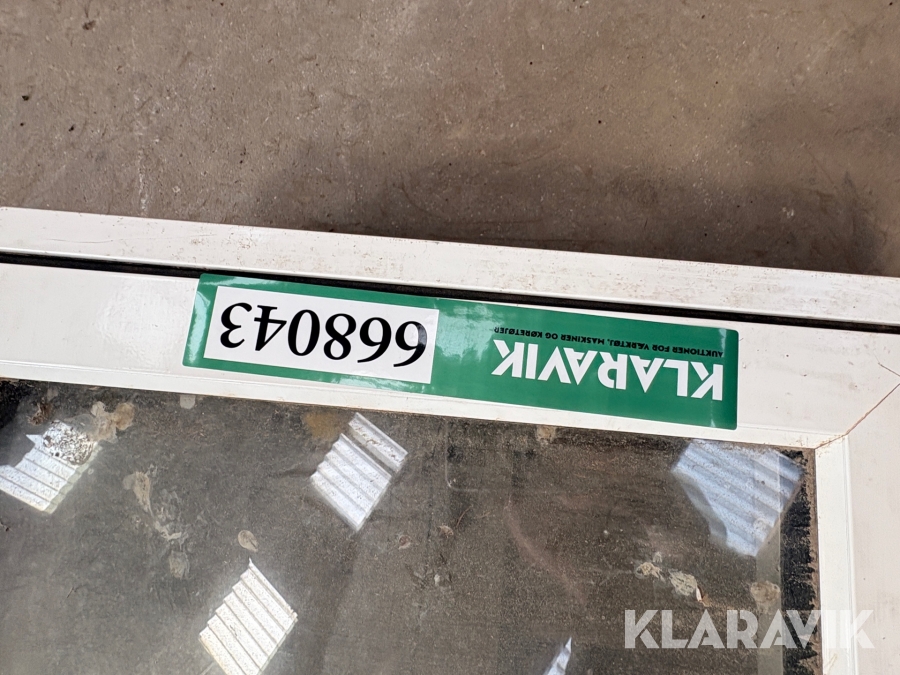 KLARAVIK
AUKTIONER FOR VÆRKTØJ, MASKINER OG KØRETØJER
668043
KLARAVIK